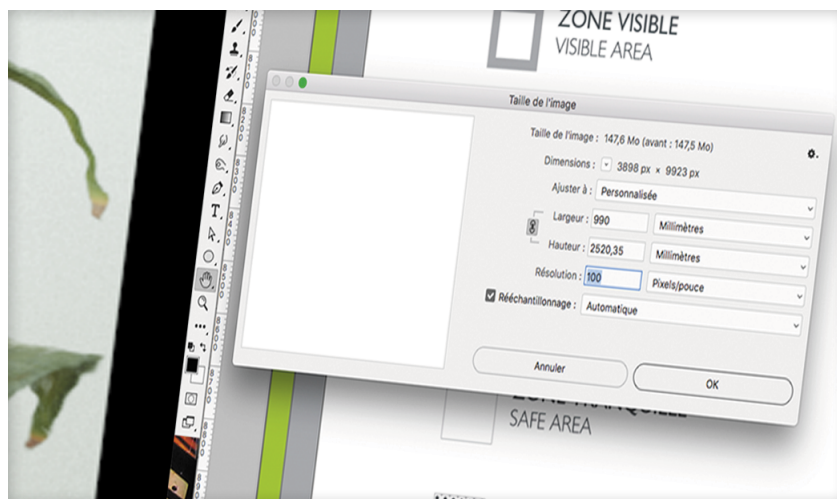 ZONE VISIBLE
VISIBLE AREA
Taille de l'image
Taille de l'image : 147,6 Mo (avant : 147,5 Mo)
Dimensions : 3898 px × 9923 px
Ajuster à : Personnalisée
Largeur : 990 Millimètres
Hauteur : 2520,35 Millimètres
Résolution : 100 Pixels/pouce
Rééchantillonnage : Automatique
Annuler OK
ZONE TRANQUILLE
SAFE AREA